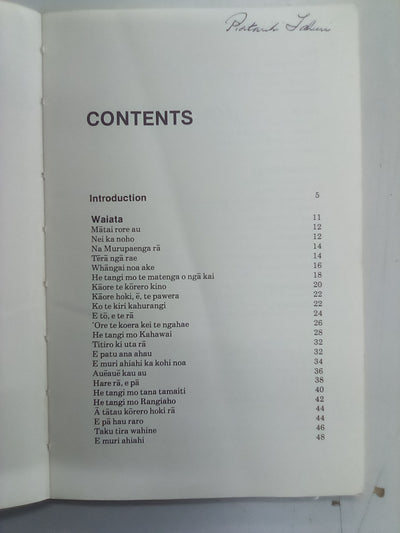 CONTENTS
Introduction 5
Waiata 11
Mātai rore au 12
Nei ka noho 12
Na Murupaenga rā 14
Tērā ngā rae 14
Whāngai noa ake 16
He tangi mo te matenga o ngā kai 18
Kāore te kōrero kino 20
Kāore hoki, ē, te pawera 22
Ko te kiri kahurangi 22
E tō, e te rā 24
'Ore te koera kei te ngahae 26
He tangi mo Kahawai 28
Titiro ki uta rā 32
E patu ana ahau 32
E muri ahiahi ka kohi noa 34
Auēauē kau au 36
Hare rā, e pā 38
He tangi mo tana tamaiti 40
He tangi mo Rangiaho 42
Ā tātau kōrero hoki rā 44
E pā hau raro 44
Taku tira wahine 46
E muri ahiahi 48